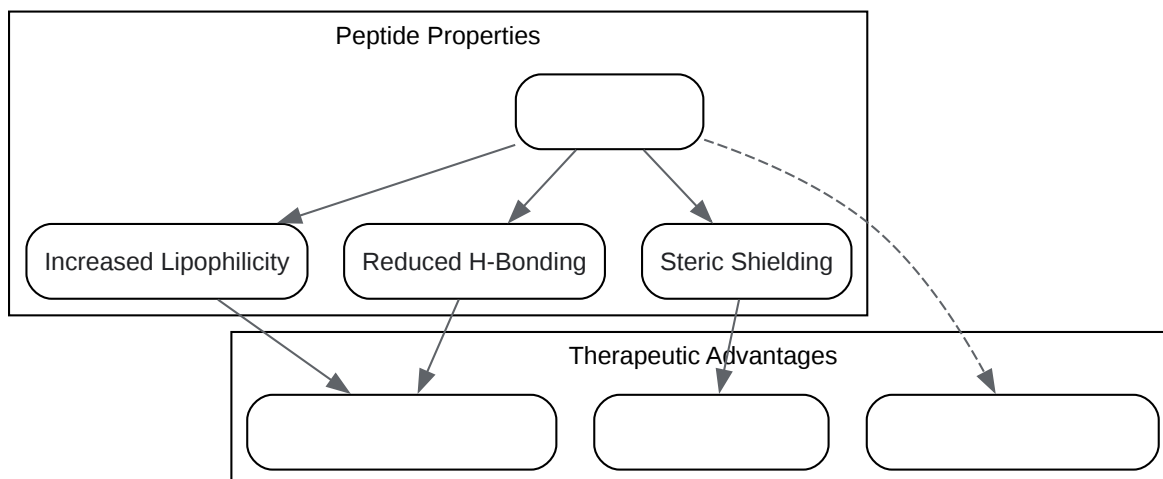 Peptide Properties
Increased Lipophilicity
Reduced H-Bonding
Steric Shielding
Therapeutic Advantages